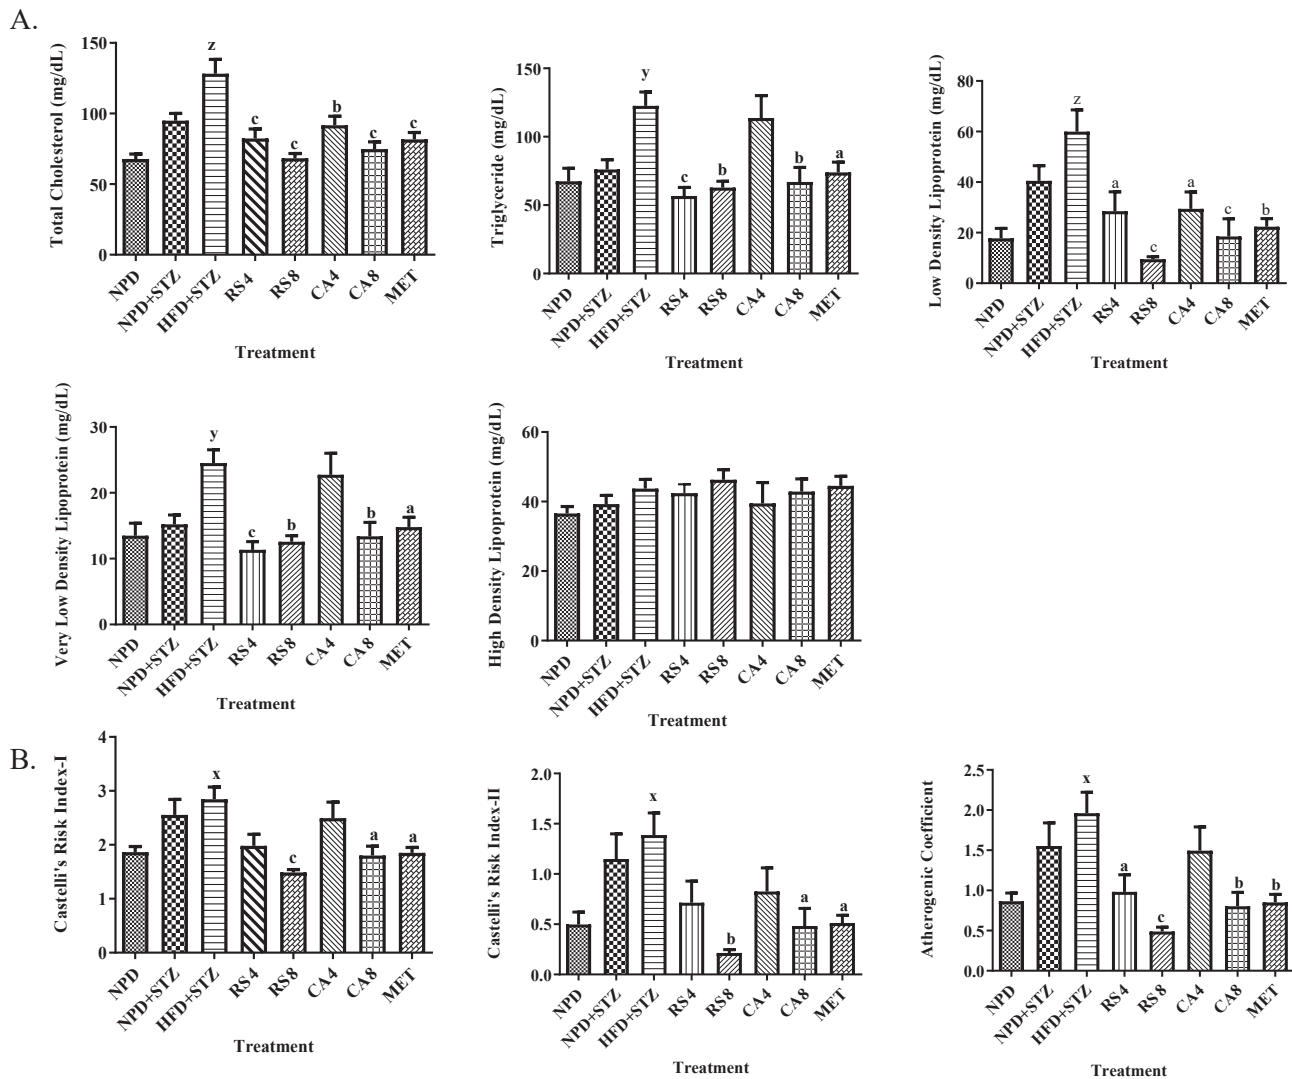 A.
Total Cholesterol (mg/dL)
150
100
50
0
z
c
c
b
c
c
NPD
NPD+STZ
HFD+STZ
RS4
RS8
CA4
CA8
MET
Treatment
Triglyceride (mg/dL)
150
100
50
0
y
c
b
b
a
NPD
NPD+STZ
HFD+STZ
RS4
RS8
CA4
CA8
MET
Treatment
Low Density Lipoprotein (mg/dL)
80
60
40
20
0
z
a
c
a
c
b
NPD
NPD+STZ
HFD+STZ
RS4
RS8
CA4
CA8
MET
Treatment
Very Low Density Lipoprotein (mg/dL)
30
20
10
0
y
c
b
b
a
NPD
NPD+STZ
HFD+STZ
RS4
RS8
CA4
CA8
MET
Treatment
High Density Lipoprotein (mg/dL)
60
40
20
0
NPD
NPD+STZ
HFD+STZ
RS4
RS8
CA4
CA8
MET
Treatment
B.
Castelli's Risk Index-I
4
3
2
1
0
x
c
a
a
NPD
NPD+STZ
HFD+STZ
RS4
RS8
CA4
CA8
MET
Treatment
Castelli's Risk Index-II
2.0
1.5
1.0
0.5
0.0
x
b
a
a
NPD
NPD+STZ
HFD+STZ
RS4
RS8
CA4
CA8
MET
Treatment
Atherogenic Coefficient
2.5
2.0
1.5
1.0
0.5
0.0
x
a
c
b
b
NPD
NPD+STZ
HFD+STZ
RS4
RS8
CA4
CA8
MET
Treatment